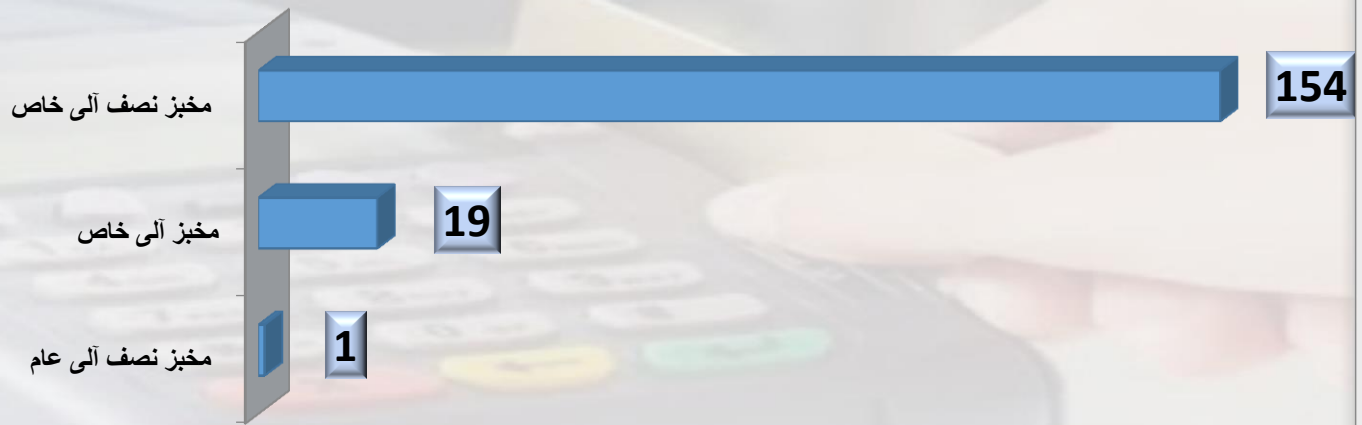 مخبز نصف آلى خاص
154
مخبز آلى خاص
19
مخبز نصف آلى عام
1